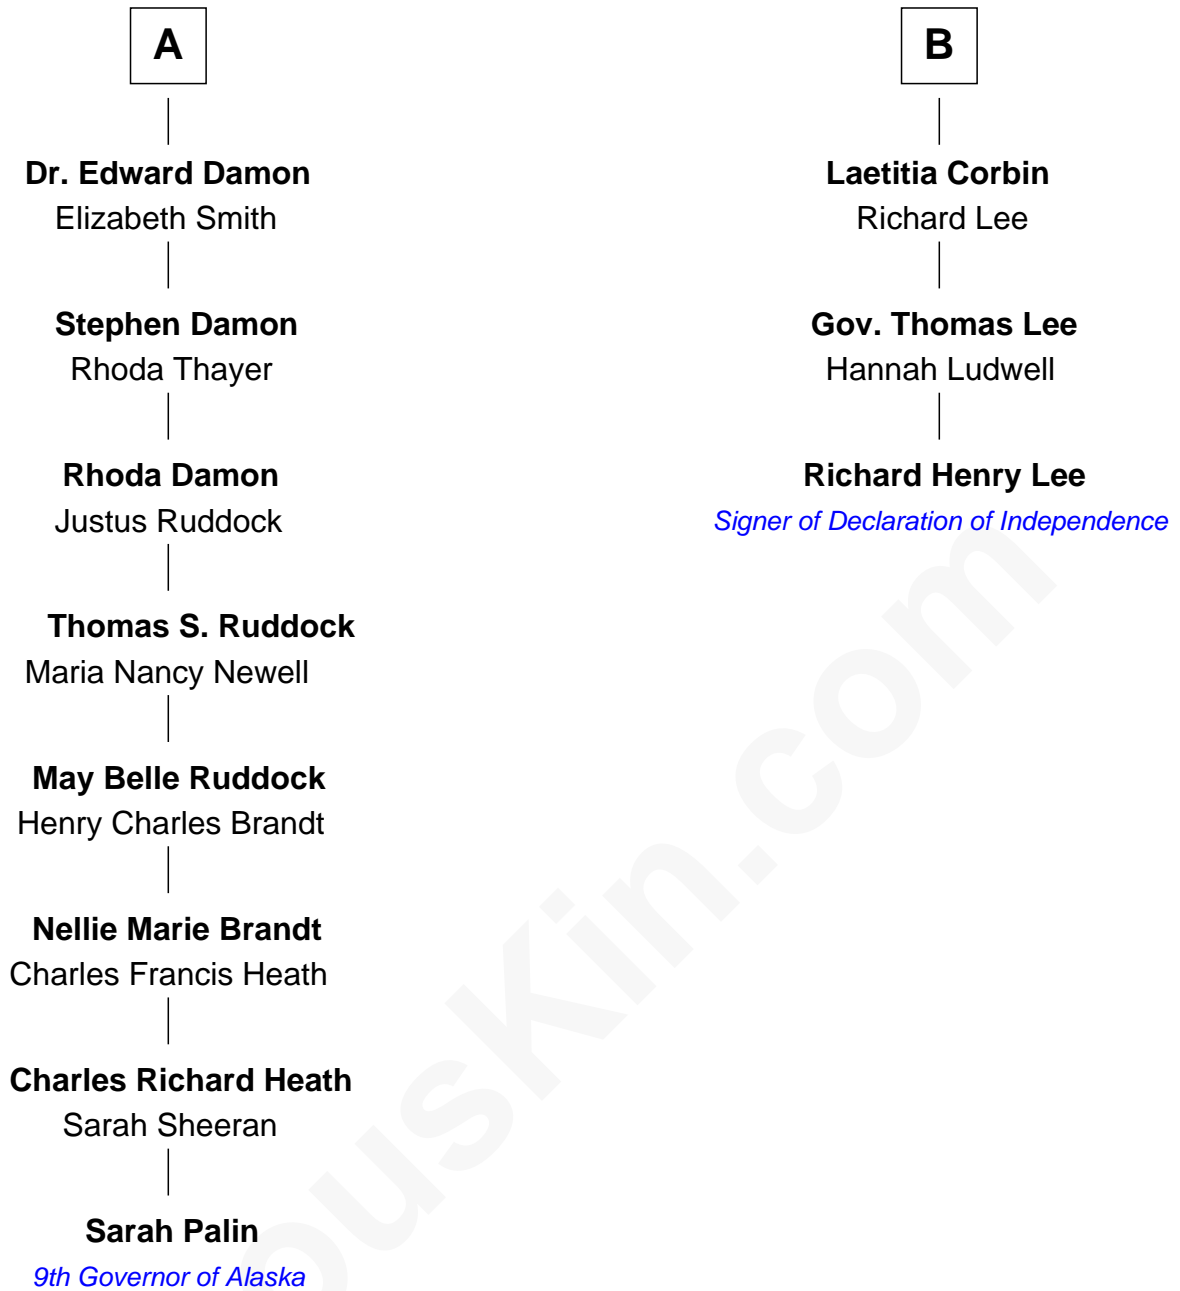 A
Dr. Edward Damon
Elizabeth Smith
Stephen Damon
Rhoda Thayer
Rhoda Damon
Justus Ruddock
Thomas S. Ruddock
Maria Nancy Newell
May Belle Ruddock
Henry Charles Brandt
Nellie Marie Brandt
Charles Francis Heath
Charles Richard Heath
Sarah Sheeran
Sarah Palin
9th Governor of Alaska
B
Laetitia Corbin
Richard Lee
Gov. Thomas Lee
Hannah Ludwell
Richard Henry Lee
Signer of Declaration of Independence
ousKin.com